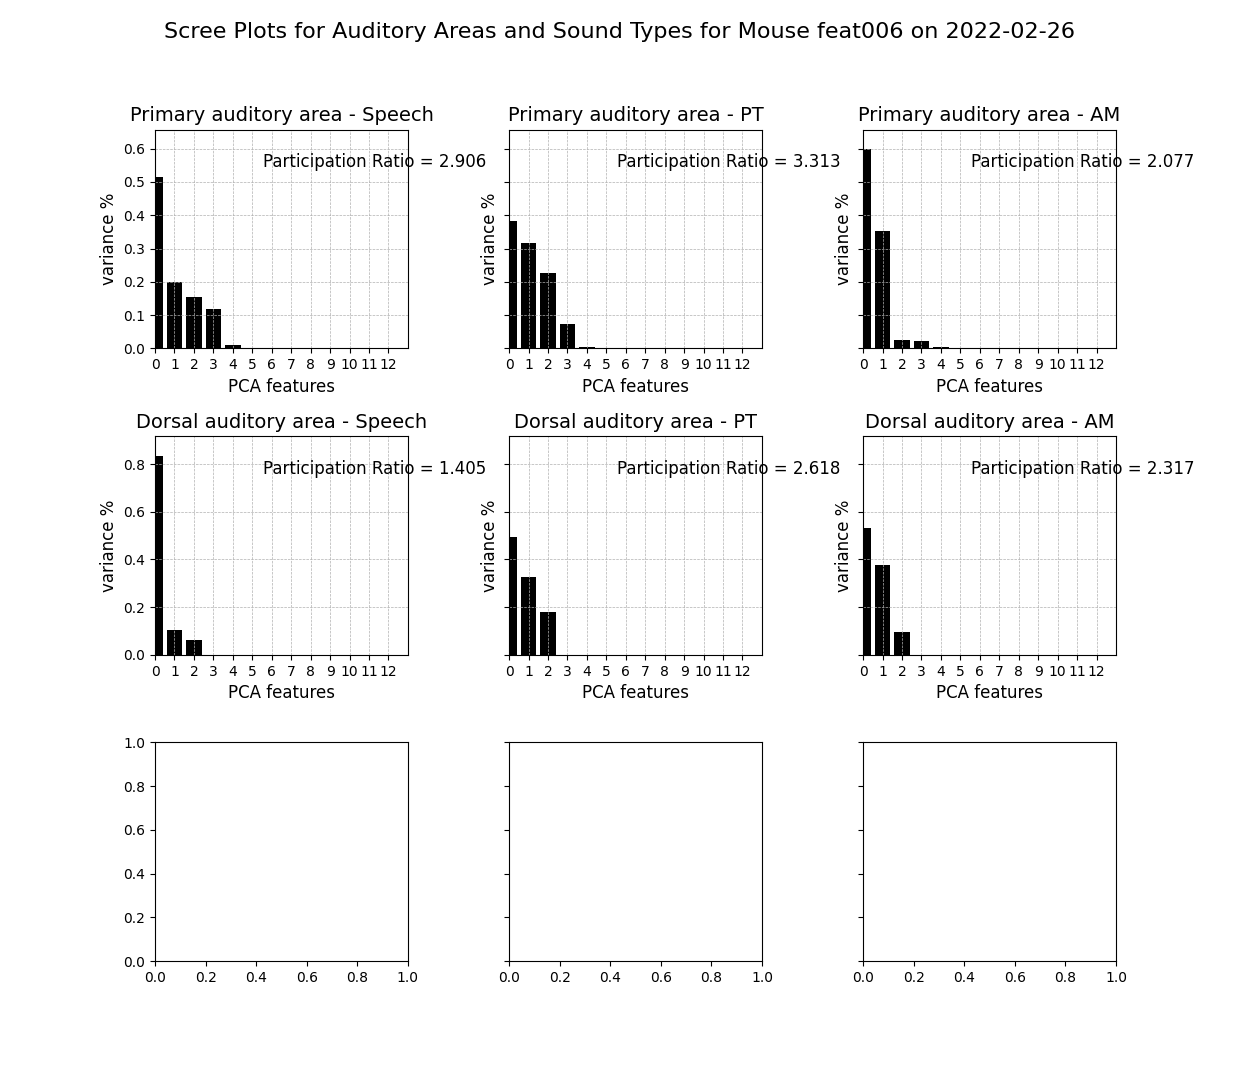 Scree Plots for Auditory Areas and Sound Types for Mouse feat006 on 2022-02-26
Primary auditory area - Speech
Participation Ratio = 2.906
variance %
0.6
0.5
0.4
0.3
0.2
0.1
0.0
0 1 2 3 4 5 6 7 8 9 10 11 12
PCA features
Primary auditory area - PT
Participation Ratio = 3.313
variance %
0 1 2 3 4 5 6 7 8 9 10 11 12
PCA features
Primary auditory area - AM
Participation Ratio = 2.077
variance %
0 1 2 3 4 5 6 7 8 9 10 11 12
PCA features
Dorsal auditory area - Speech
Participation Ratio = 1.405
variance %
0.8
0.6
0.4
0.2
0.0
0 1 2 3 4 5 6 7 8 9 10 11 12
PCA features
Dorsal auditory area - PT
Participation Ratio = 2.618
variance %
0 1 2 3 4 5 6 7 8 9 10 11 12
PCA features
Dorsal auditory area - AM
Participation Ratio = 2.317
variance %
0 1 2 3 4 5 6 7 8 9 10 11 12
PCA features
1.0
0.8
0.6
0.4
0.2
0.0
0.0 0.2 0.4 0.6 0.8 1.0
0.0 0.2 0.4 0.6 0.8 1.0
0.0 0.2 0.4 0.6 0.8 1.0